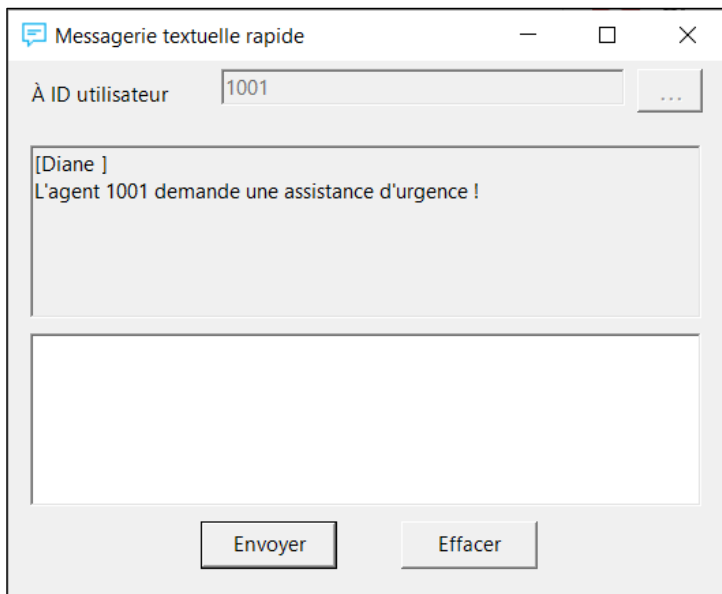 Messagerie textuelle rapide
À ID utilisateur
1001
...
[Diane ]
L'agent 1001 demande une assistance d'urgence !
Envoyer
Effacer